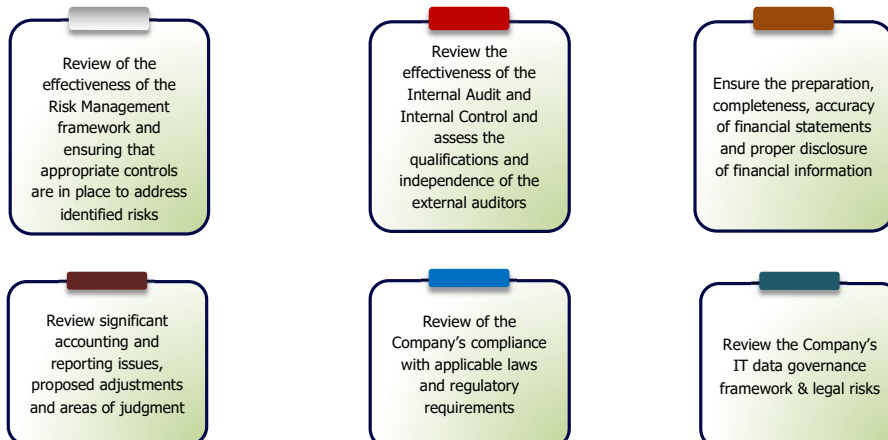 Review of the
effectiveness of the
Risk Management
framework and
ensuring that
appropriate controls
are in place to address
identified risks
Review the
effectiveness of the
Internal Audit and
Internal Control and
assess the
qualifications and
independence of the
external auditors
Ensure the preparation,
completeness, accuracy
of financial statements
and proper disclosure
of financial information
Review significant
accounting and
reporting issues,
proposed adjustments
and areas of judgment
Review of the
Company’s compliance
with applicable laws
and regulatory
requirements
Review the Company’s
IT data governance
framework & legal risks